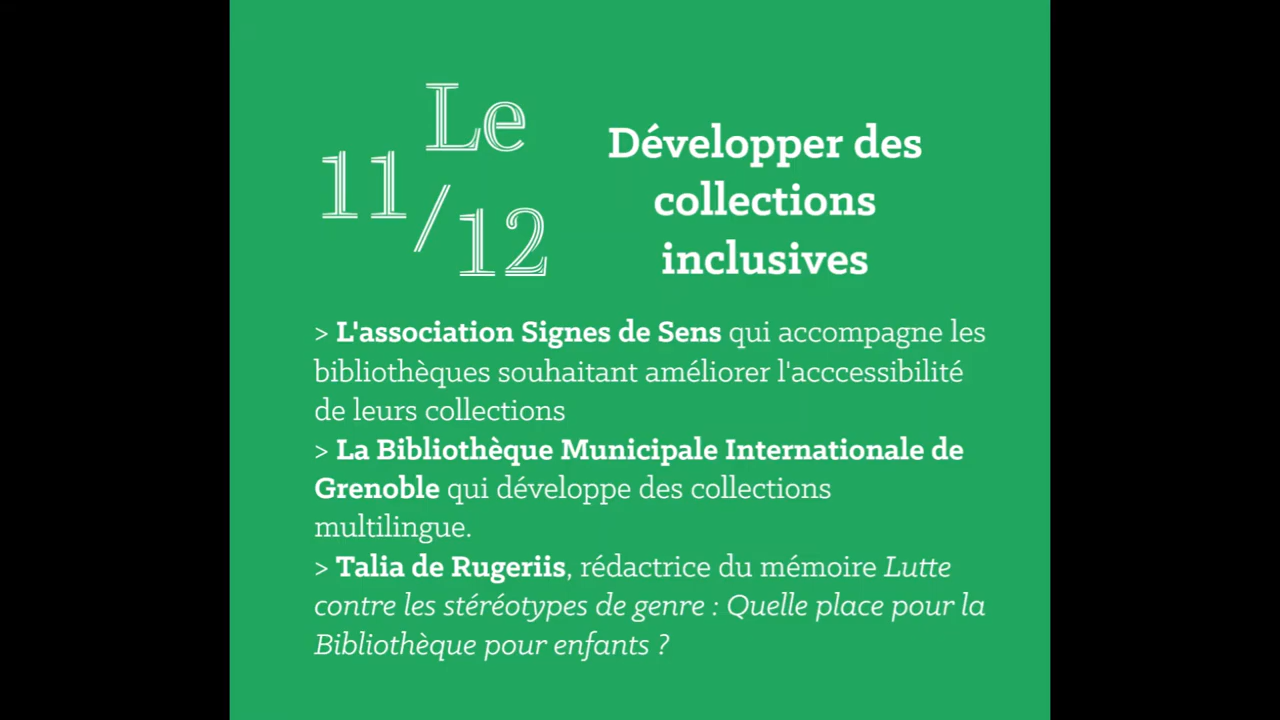 Le
11/12
Développer des
collections
inclusives
> L'association Signes de Sens qui accompagne les
bibliothèques souhaitant améliorer l'acccessibilité
de leurs collections
> La Bibliothèque Municipale Internationale de
Grenoble qui développe des collections
multilingue.
> Talia de Rugeriis, rédactrice du mémoire Lutte
contre les stéréotypes de genre : Quelle place pour la
Bibliothèque pour enfants ?